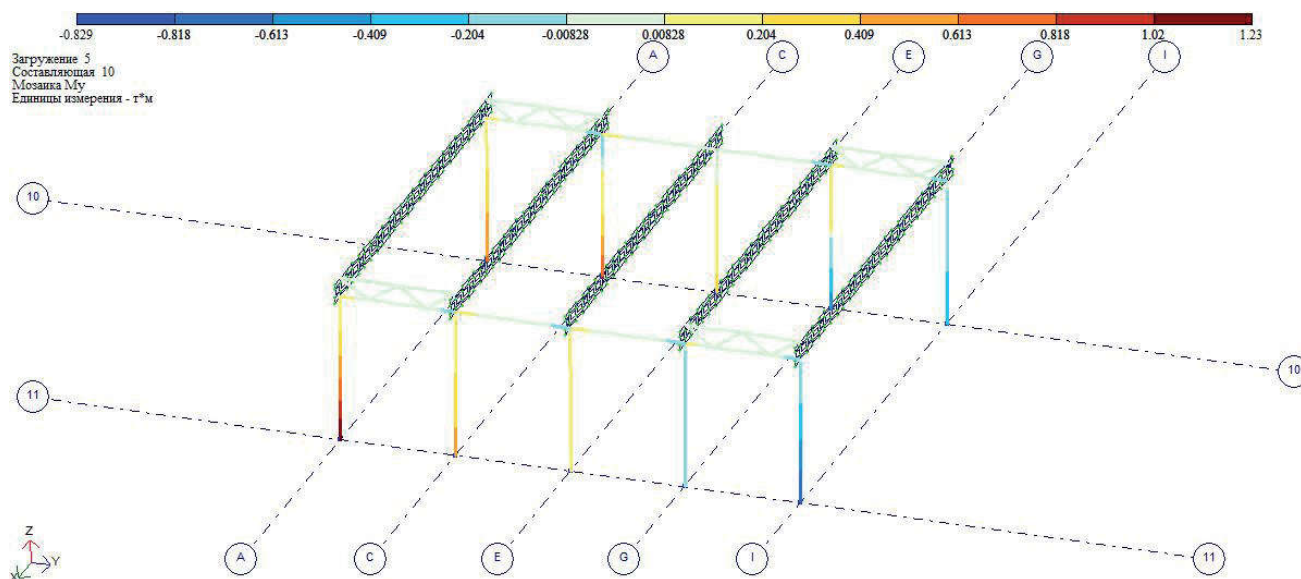 -0.829 -0.818 -0.613 -0.409 -0.204 -0.00828 0.00828 0.204 0.409 0.613 0.818 1.02 1.23
Загружение 5
Составляющая 10
Мозаика My
Единицы измерения - т*м
A C E G I
10
10
11
11
A C E G I
Z
Y
X